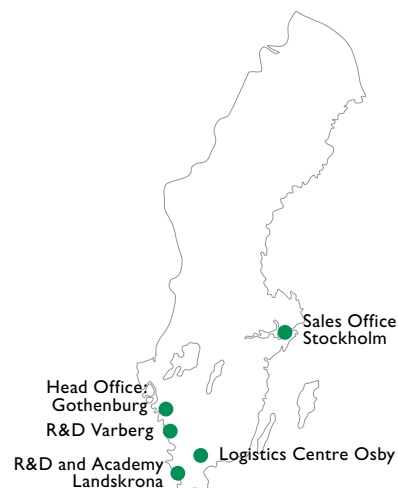 Sales Office
Stockholm
Head Office:
Gothenburg
R&D Varberg
Logistics Centre Osby
R&D and Academy
Landskrona